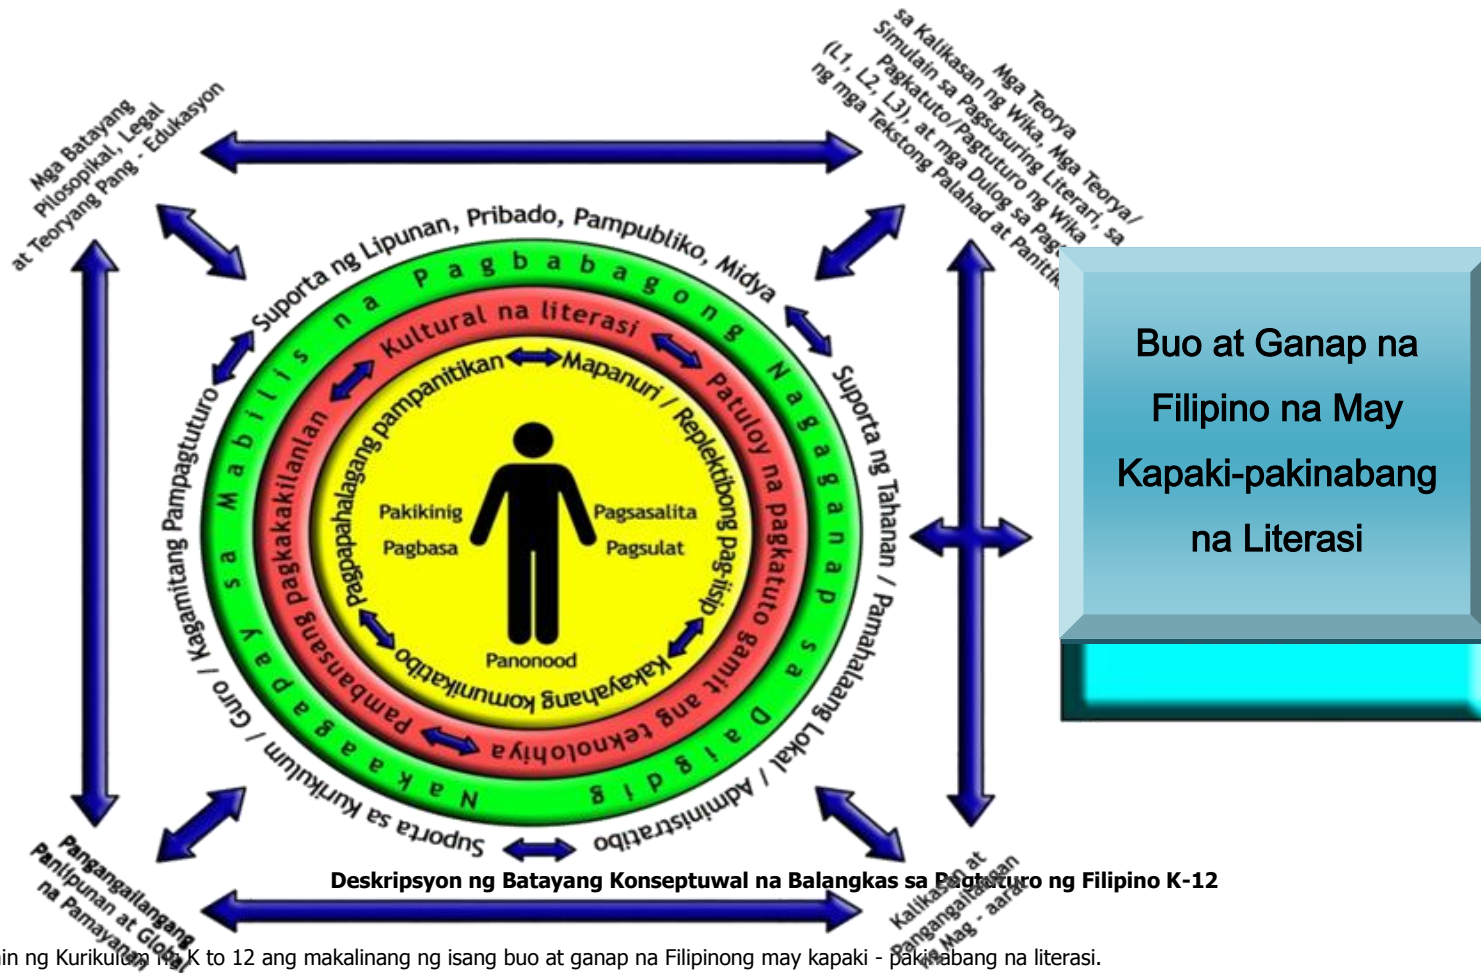 Mga Batayang
Pilosopikal, Legal
at Teoryang Pang - Edukasyon
Mga Teorya
sa Kalikasan ng Wika, Mga Teorya/
Simulain sa Pagsusuring Literari, sa
Pagkatuto/Pagtuturo ng Wika
(L1, L2, L3), at mga Dulog sa
ng mga Tekstong Palahad at
Suporta ng Lipunan, Pribado, Pampubliko, Midya
Suporta ng Tahanan / Pamahalaang Lokal / Administratibo
Suporta sa Kurikulum / Guro / Kagamitang Pampagtuturo
Nakaagapay sa Mabilis na Pagbabagong Nagaganap sa Daigdig
Kultural na literasi
Patuloy na pagkatuto gamit ang teknolohiya
Pambansang pagkakakilanlan
Pagpapahalagang pampanitikan
Mapanuri / Replektibong pag-iisip
Kakayahang komunikatibo
Pakikinig
Pagsasalita
Pagbasa
Pagsulat
Panonood
Buo at Ganap na
Filipino na May
Kapaki-pakinabang
na Literasi
Pangangailangang
Panlipunan at Global
na Pamayanan
Kalikasan at
Pangangailangan
ng Mag - aaral
Deskripsyon ng Batayang Konseptuwal na Balangkas sa Pagtuturo ng Filipino K-12
ng Kurikulum ng K to 12 ang makalinang ng isang buo at ganap na Filipinong may kapaki - pakinabang na literasi.